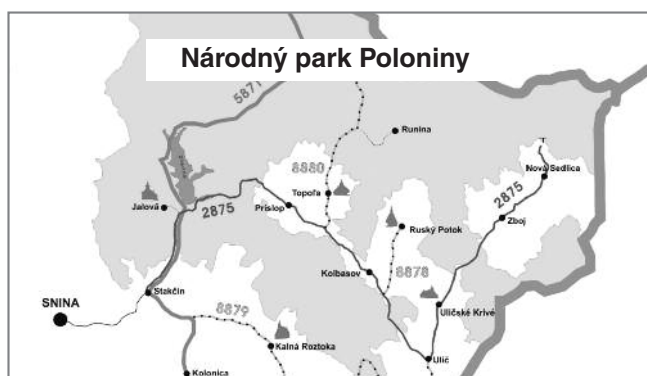 Národný park Poloniny
5871
Runina
8880
Nová Sedlica
Topoľa
2875
Jalová
2875
Príslop
Zboj
Ruský Potok
Kolbasov
8878
Stakčín
SNINA
8879
Uličské Krivé
Kalná Roztoka
Ulič
Kolonica